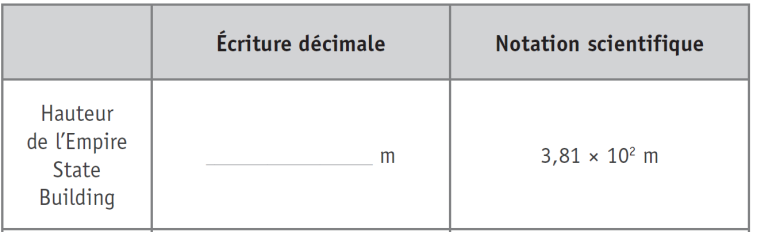 Écriture décimale
Notation scientifique
Hauteur
de l’Empire
State
Building
m
3,81 × 10² m